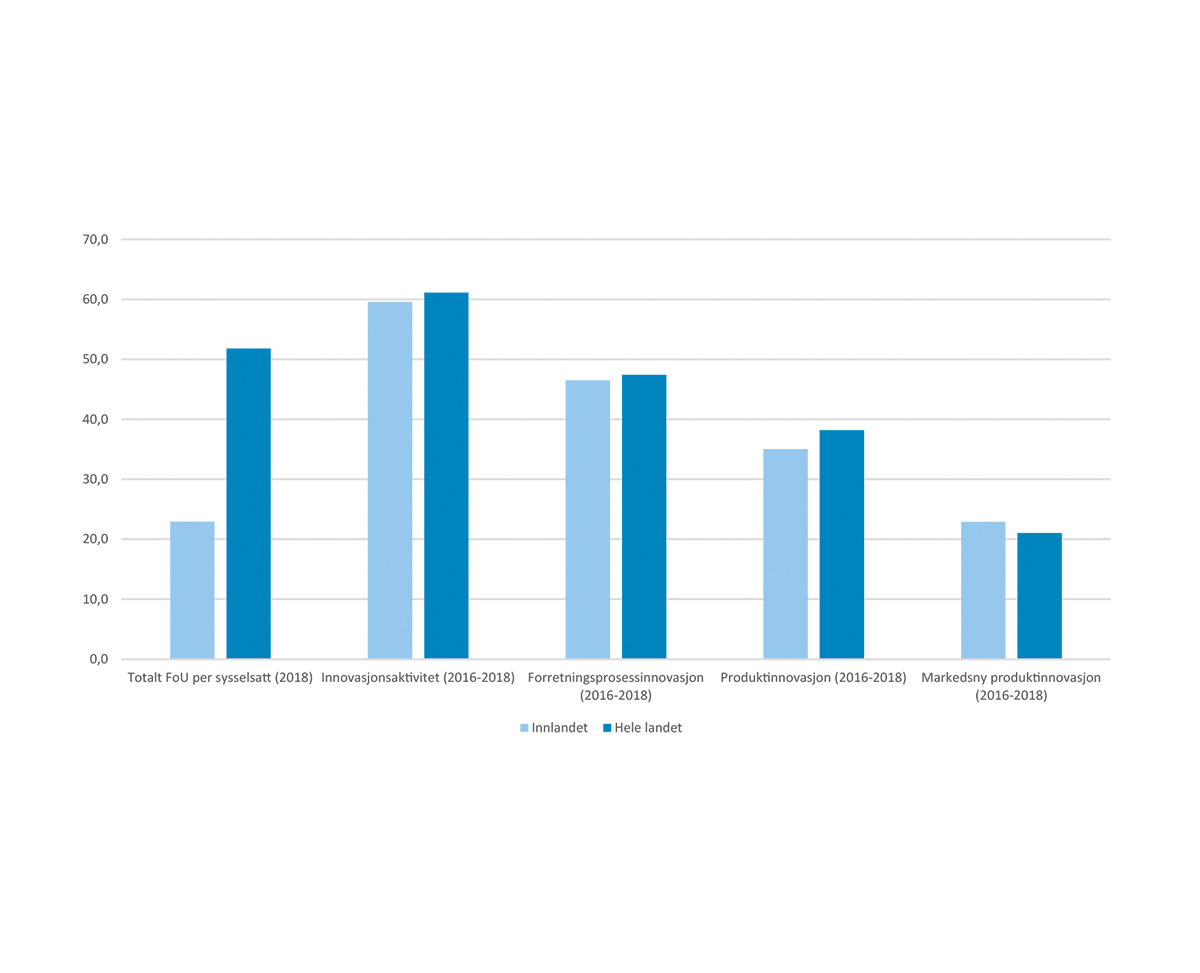 70,0
60,0
50,0
40,0
30,0
20,0
10,0
0,0
Totalt FoU per sysselsatt (2018)
Innovasjonsaktivitet (2016-2018)
Forretningsprosessinnovasjon
(2016-2018)
Produktinnovasjon (2016-2018)
Markedsny produktinnovasjon
(2016-2018)
Innlandet
Hele landet